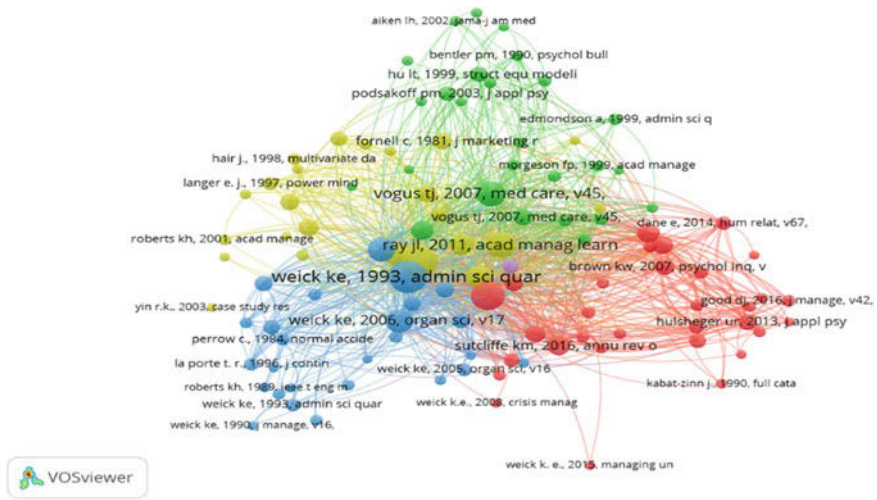 aiken lh, 2002, jama-j am med
bentler pm, 1990, psychol bull
hu lt, 1999, struct equ modeli
podsakoff pm, 2003, j appl psy
edmondson a, 1999, admin sci q
fornell c, 1981, j marketing r
hair j., 1998, multivariate da
morgeson fp, 1999, acad manage
langer e. j., 1997, power mind
vogus tj, 2007, med care, v45,
vogus tj, 2007, med care, v45,
dane e, 2014, hum relat, v67,
roberts kh, 2001, acad manage
ray jl, 2011, acad manag learn
brown kw, 2007, psychol inq, v
weick ke, 1993, admin sci quar
yin r.k., 2003, case study res
good dj, 2016, j manage, v42,
weick ke, 2006, organ sci, v17
hulsheger ur, 2013, j appl psy
perrow c., 1984, normal accide
sutcliffe km, 2016, annu rev o
la porte t. r., 1996, j contin
weick ke, 2005, organ sci, v16
roberts kh, 1989, ieee t eng m
kabat-zinn j., 1990, full cata
weick ke, 1993, admin sci quar
weick k.e., 2008, crisis manag
weick ke, 1990, j manage, v16,
weick k. e., 2015, managing un
VOSviewer